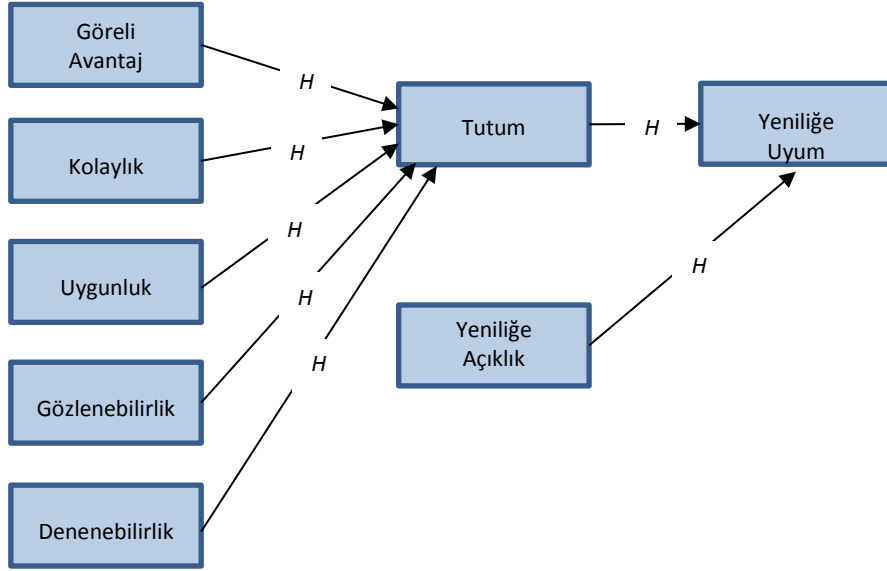 Göreli
Avantaj
Kolaylık
Uygunluk
Gözlenebilirlik
Denenebilirlik
H
H
H
H
H
Tutum
H
Yeniliğe
Uyum
Yeniliğe
Açıklık
H